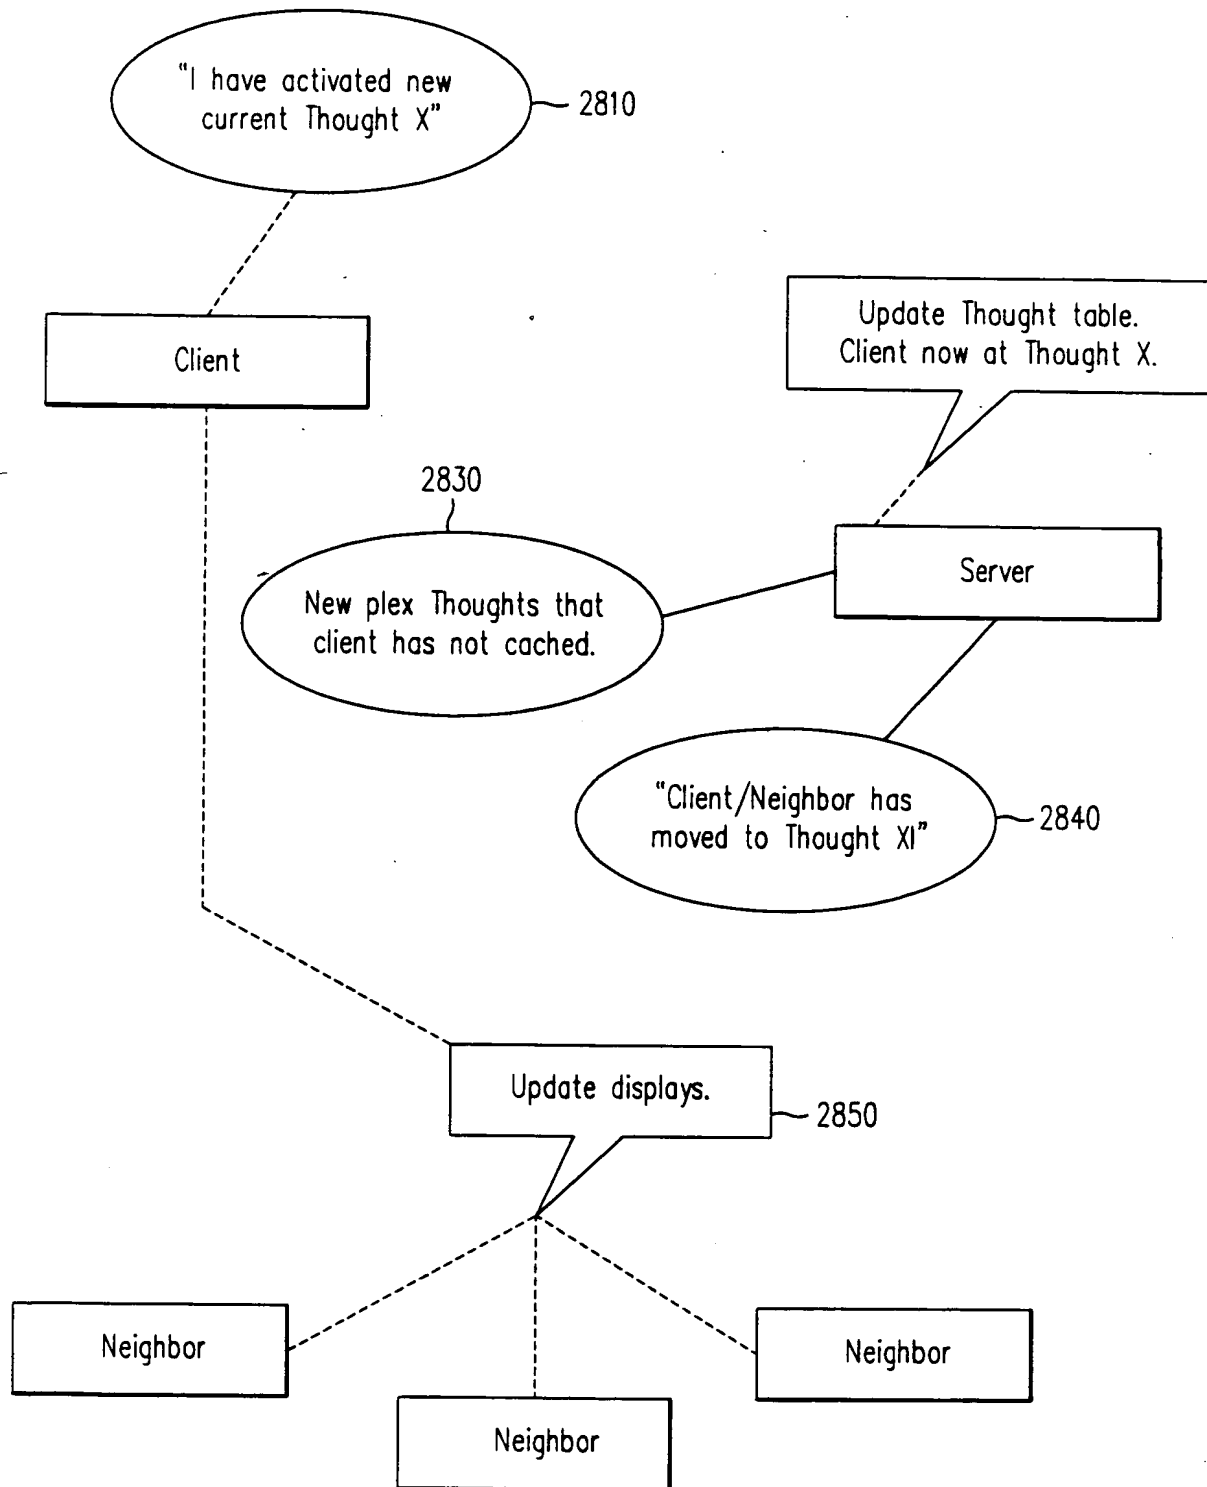 "I have activated new
current Thought X"
2810
Client
Update Thought table.
Client now at Thought X.
2830
Server
New plex Thoughts that
client has not cached.
"Client/Neighbor has
moved to Thought XI"
2840
Update displays.
2850
Neighbor
Neighbor
Neighbor